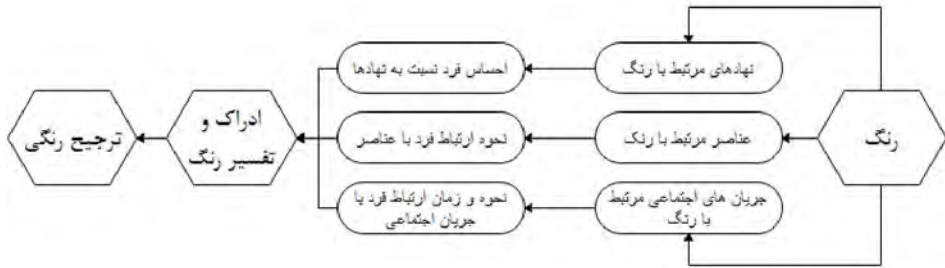 نهادهای مرتبط با رنگ
احساس فرد نسبت به نهادها
رنگ
عناصر مرتبط با رنگ
نحوه ارتباط فرد با عناصر
ادراک و
تفسیر رنگ
ترجیح رنگی
جریان های اجتماعی مرتبط
با رنگ
نحوه و زمان ارتباط فرد با
جریان اجتماعی